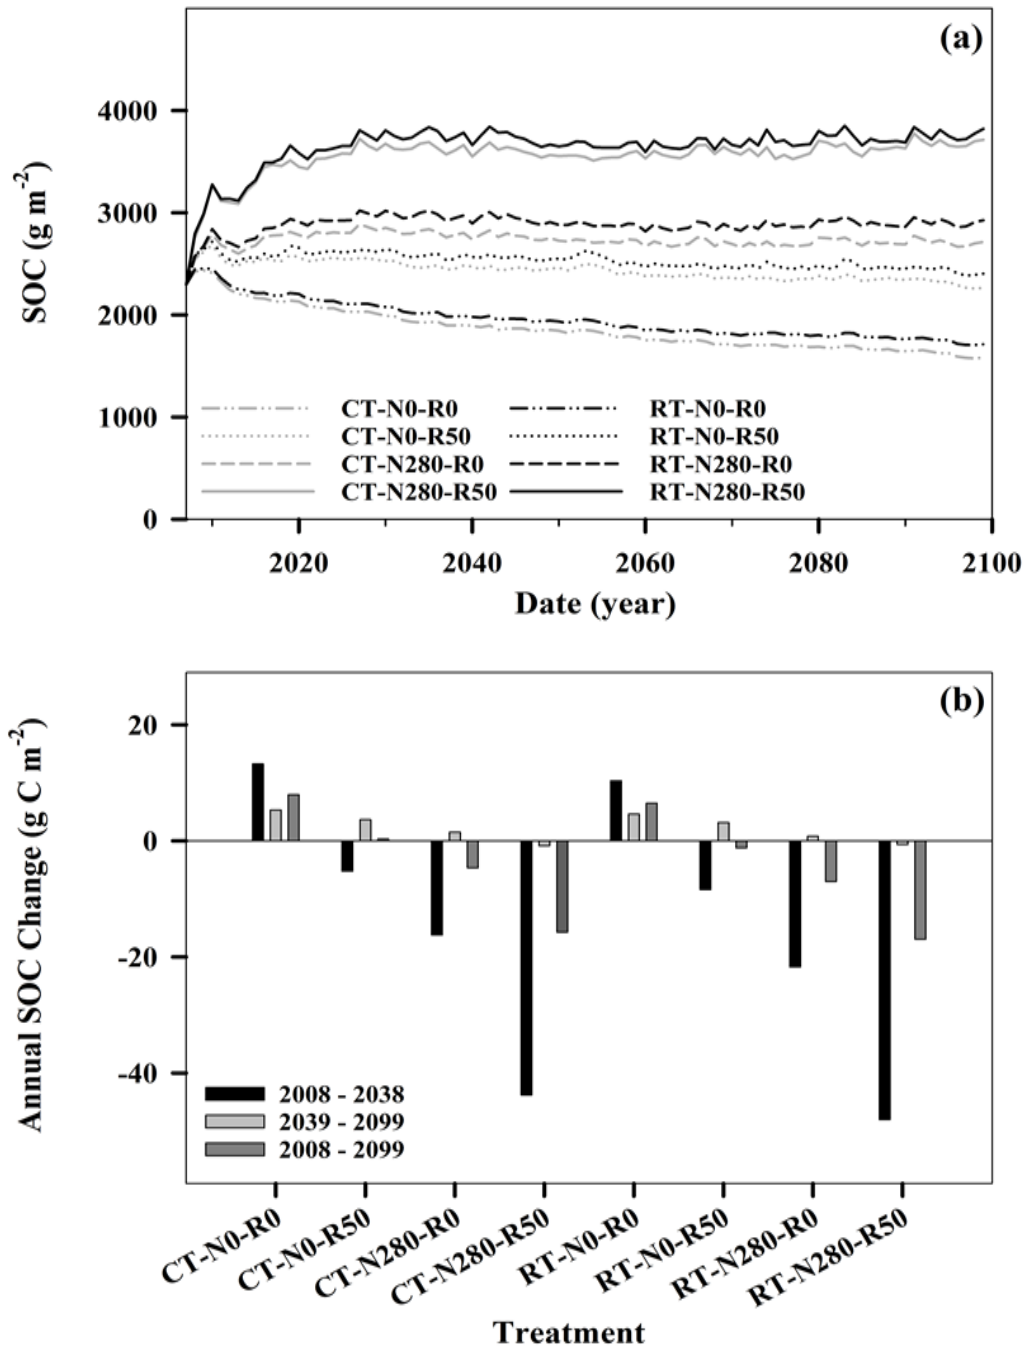 (a)
SOC (g m-2)
4000
3000
2000
1000
0
CT-N0-R0 RT-N0-R0
CT-N0-R50 RT-N0-R50
CT-N280-R0 RT-N280-R0
CT-N280-R50 RT-N280-R50
2020 2040 2060 2080 2100
Date (year)
(b)
Annual SOC Change (g C m-2)
20
0
-20
-40
2008 - 2038
2039 - 2099
2008 - 2099
CT-N0-R0
CT-N0-R50
CT-N280-R0
CT-N280-R50
RT-N0-R0
RT-N0-R50
RT-N280-R0
RT-N280-R50
Treatment